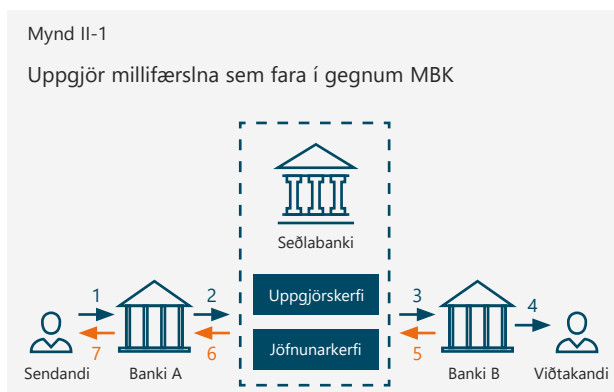 Mynd II-1
Uppgjör millifærslna sem fara í gegnum MBK
Seðlabanki
Uppgjörskerfi
Jöfnunarkerfi
1
2
3
4
7
6
5
Sendandi
Banki A
Banki B
Viðtakandi